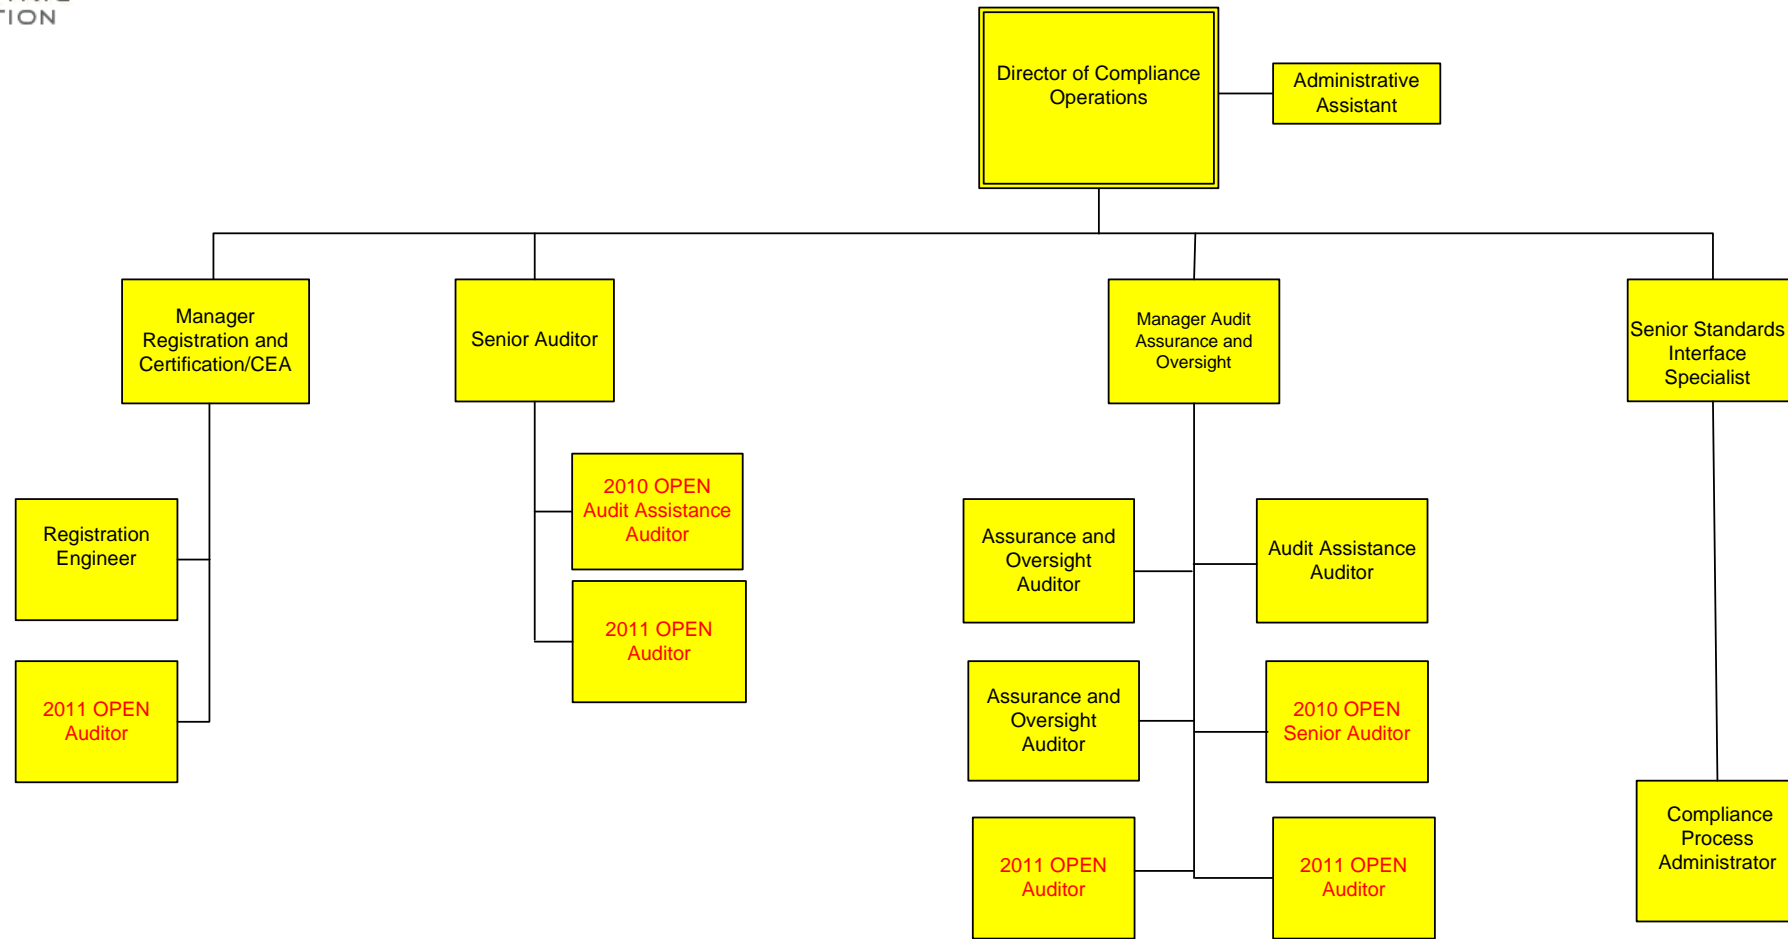 TION
Director of Compliance
Operations
Administrative
Assistant
Manager
Registration and
Certification/CEA
Senior Auditor
Manager Audit
Assurance and
Oversight
Senior Standards
Interface
Specialist
2010 OPEN
Audit Assistance
Auditor
2011 OPEN
Auditor
Registration
Engineer
2011 OPEN
Auditor
Assurance and
Oversight
Auditor
Audit Assistance
Auditor
Assurance and
Oversight
Auditor
2010 OPEN
Senior Auditor
2011 OPEN
Auditor
2011 OPEN
Auditor
Compliance
Process
Administrator